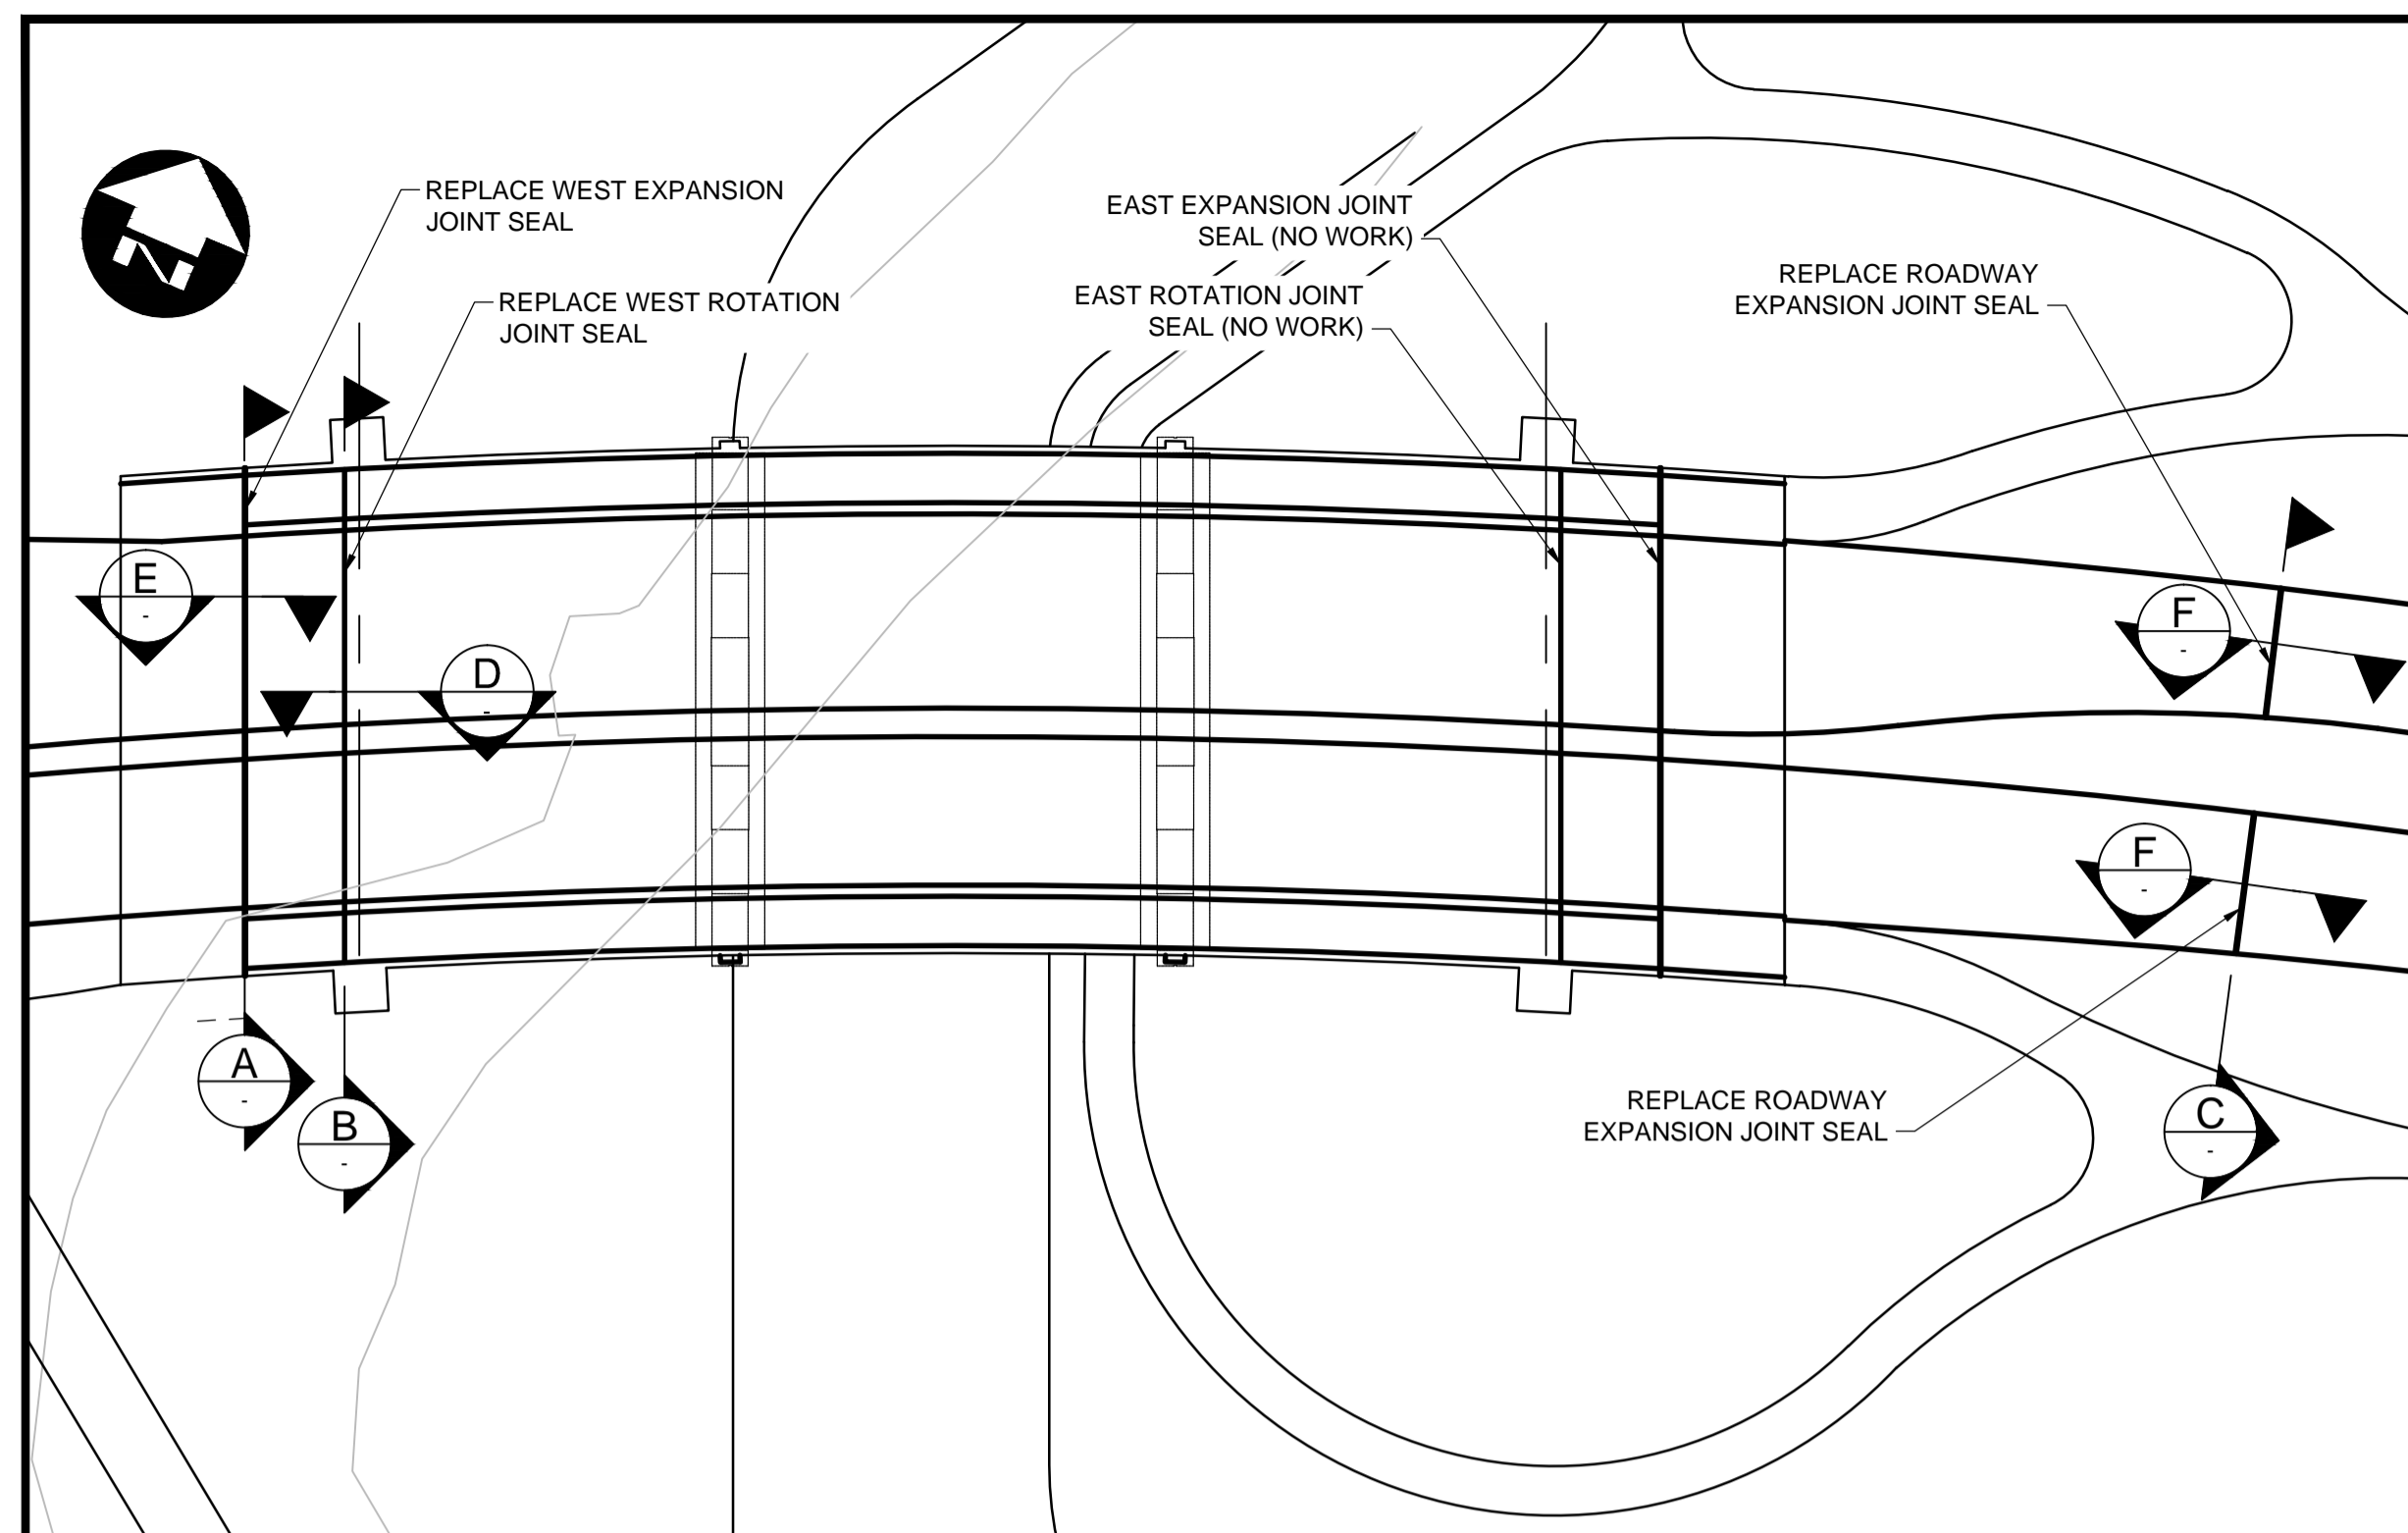 REPLACE WEST EXPANSION
JOINT SEAL
EAST EXPANSION JOINT
SEAL (NO WORK)
REPLACE ROADWAY
EXPANSION JOINT SEAL
REPLACE WEST ROTATION
JOINT SEAL
EAST ROTATION JOINT
SEAL (NO WORK)
N
E
-
D
-
F
-
F
-
A
-
B
-
REPLACE ROADWAY
EXPANSION JOINT SEAL
C
-